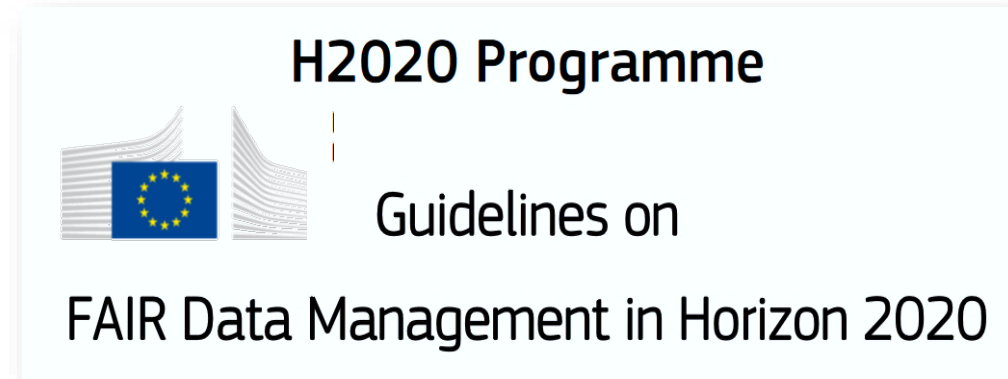 H2020 Programme
Guidelines on
FAIR Data Management in Horizon 2020